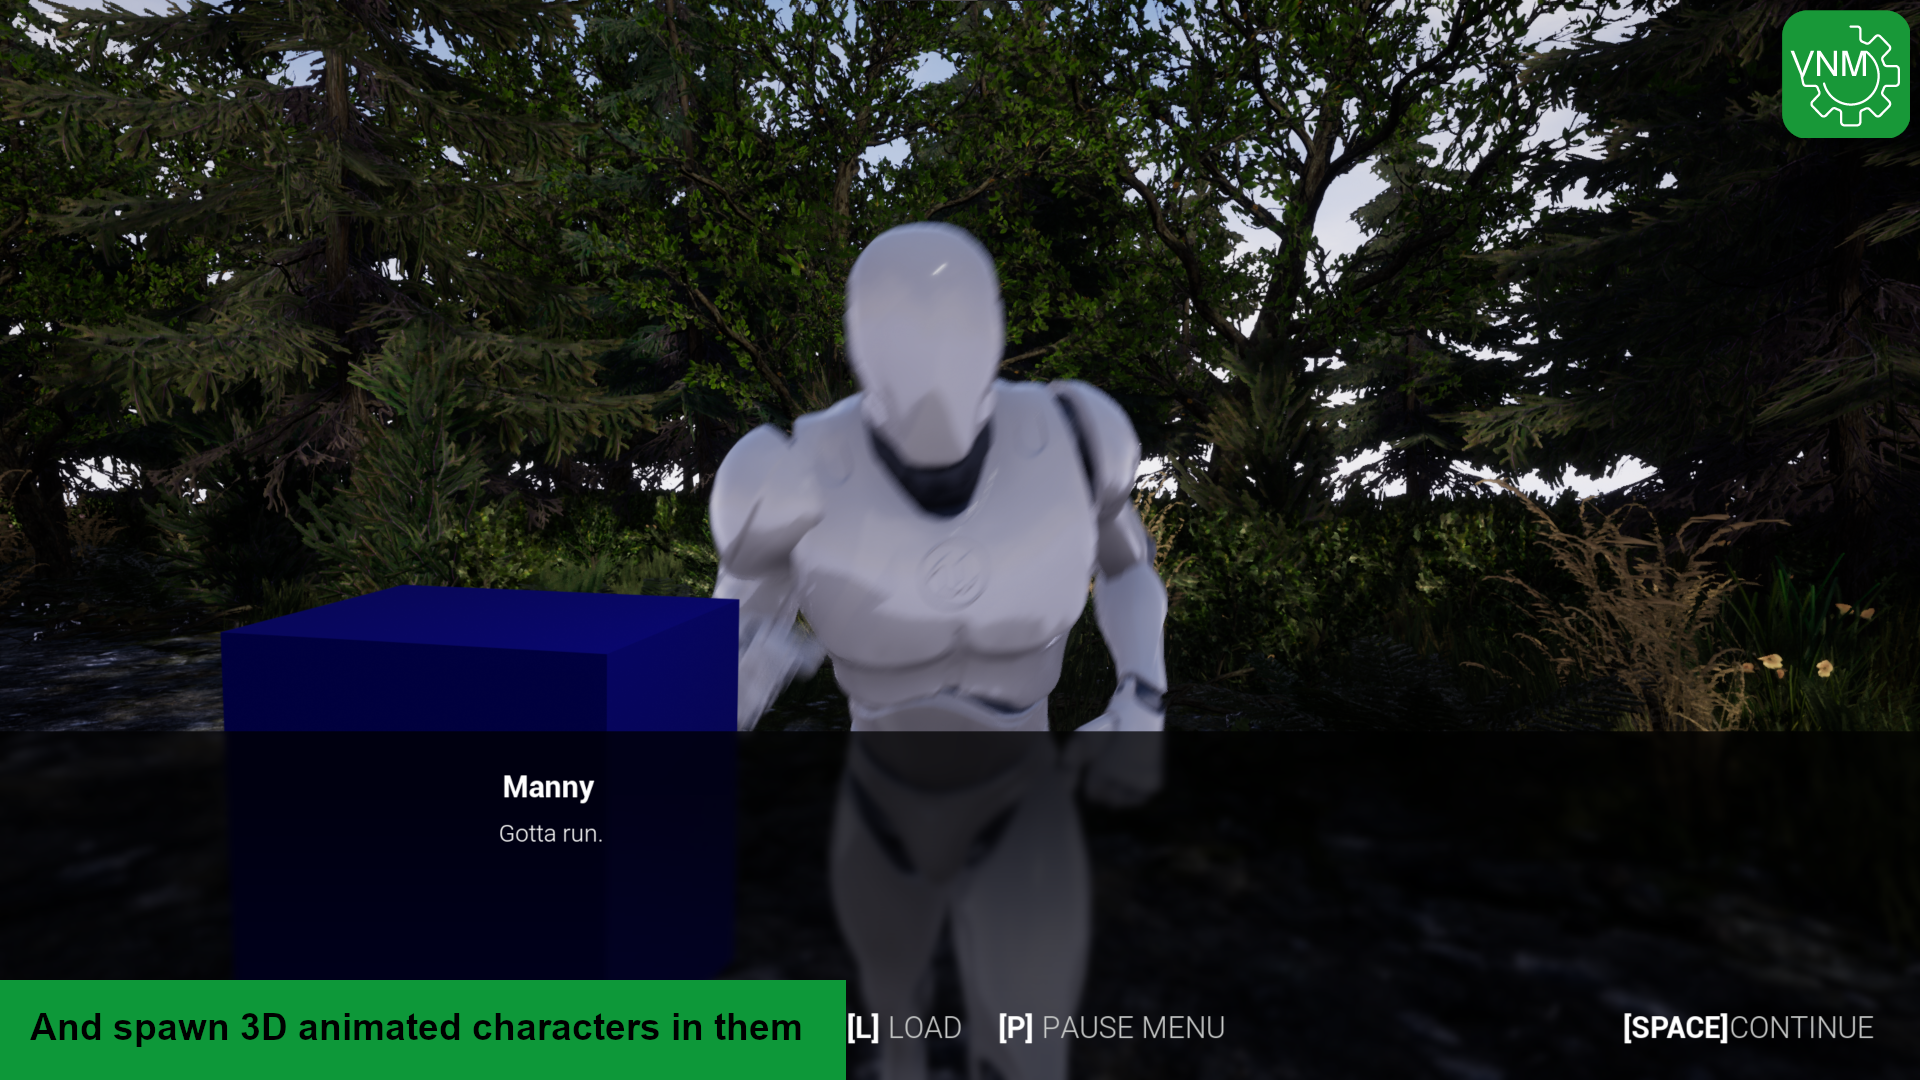 VNM
Manny
Gotta run.
And spawn 3D animated characters in them
[L] LOAD [P] PAUSE MENU [SPACE]CONTINUE